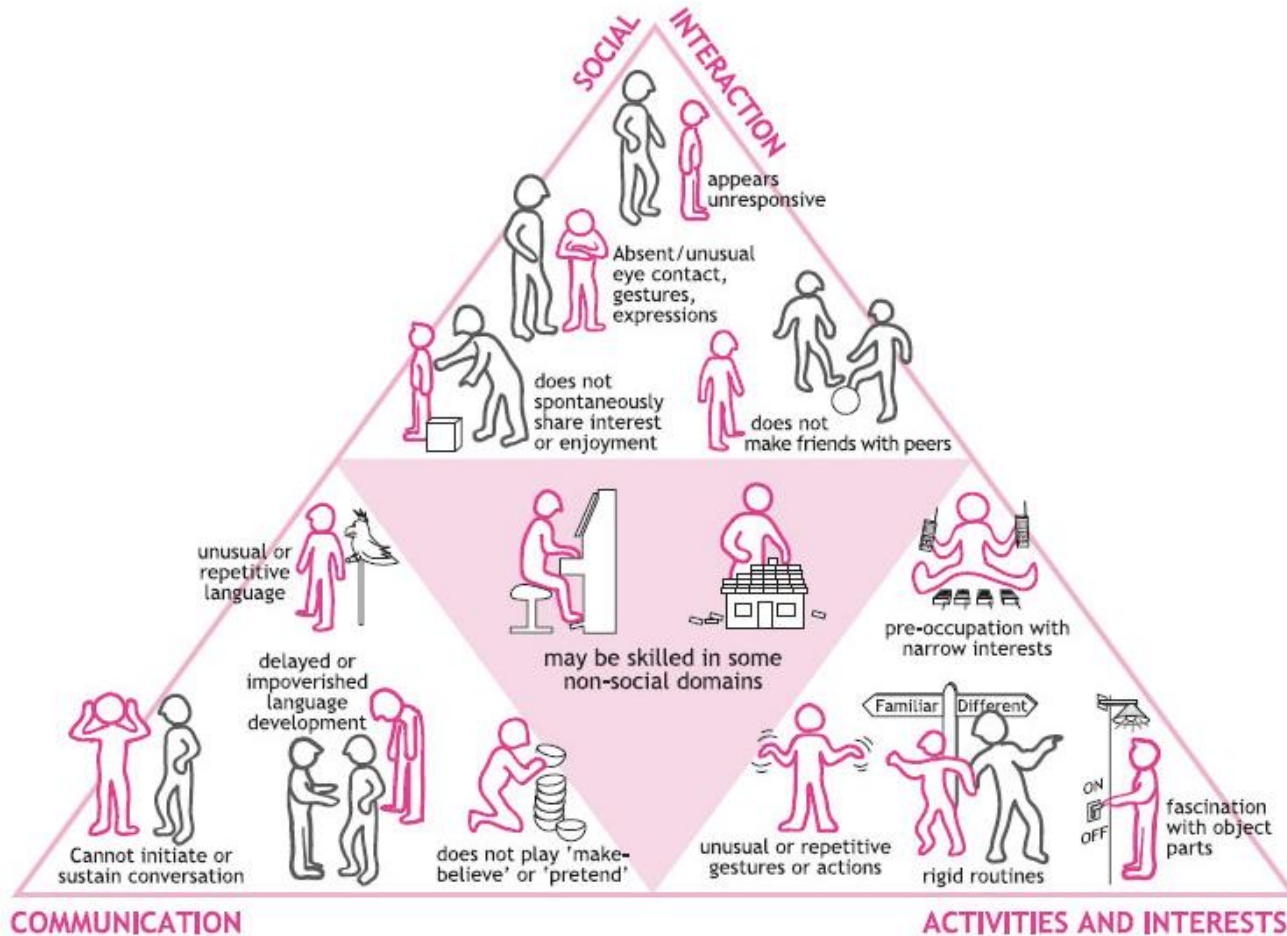 SOCIAL
INTERACTION
appears
unresponsive
Absent/unusual
eye contact,
gestures,
expressions
does not
spontaneously
share interest
or enjoyment
does not
make friends with peers
unusual or
repetitive
language
may be skilled in some
non-social domains
pre-occupation with
narrow interests
delayed or
impoverished
language
development
Cannot initiate or
sustain conversation
does not play 'make-
believe' or 'pretend'
unusual or repetitive
gestures or actions
Familiar
Different
rigid routines
ON
OFF
fascination
with object
parts
COMMUNICATION
ACTIVITIES AND INTERESTS